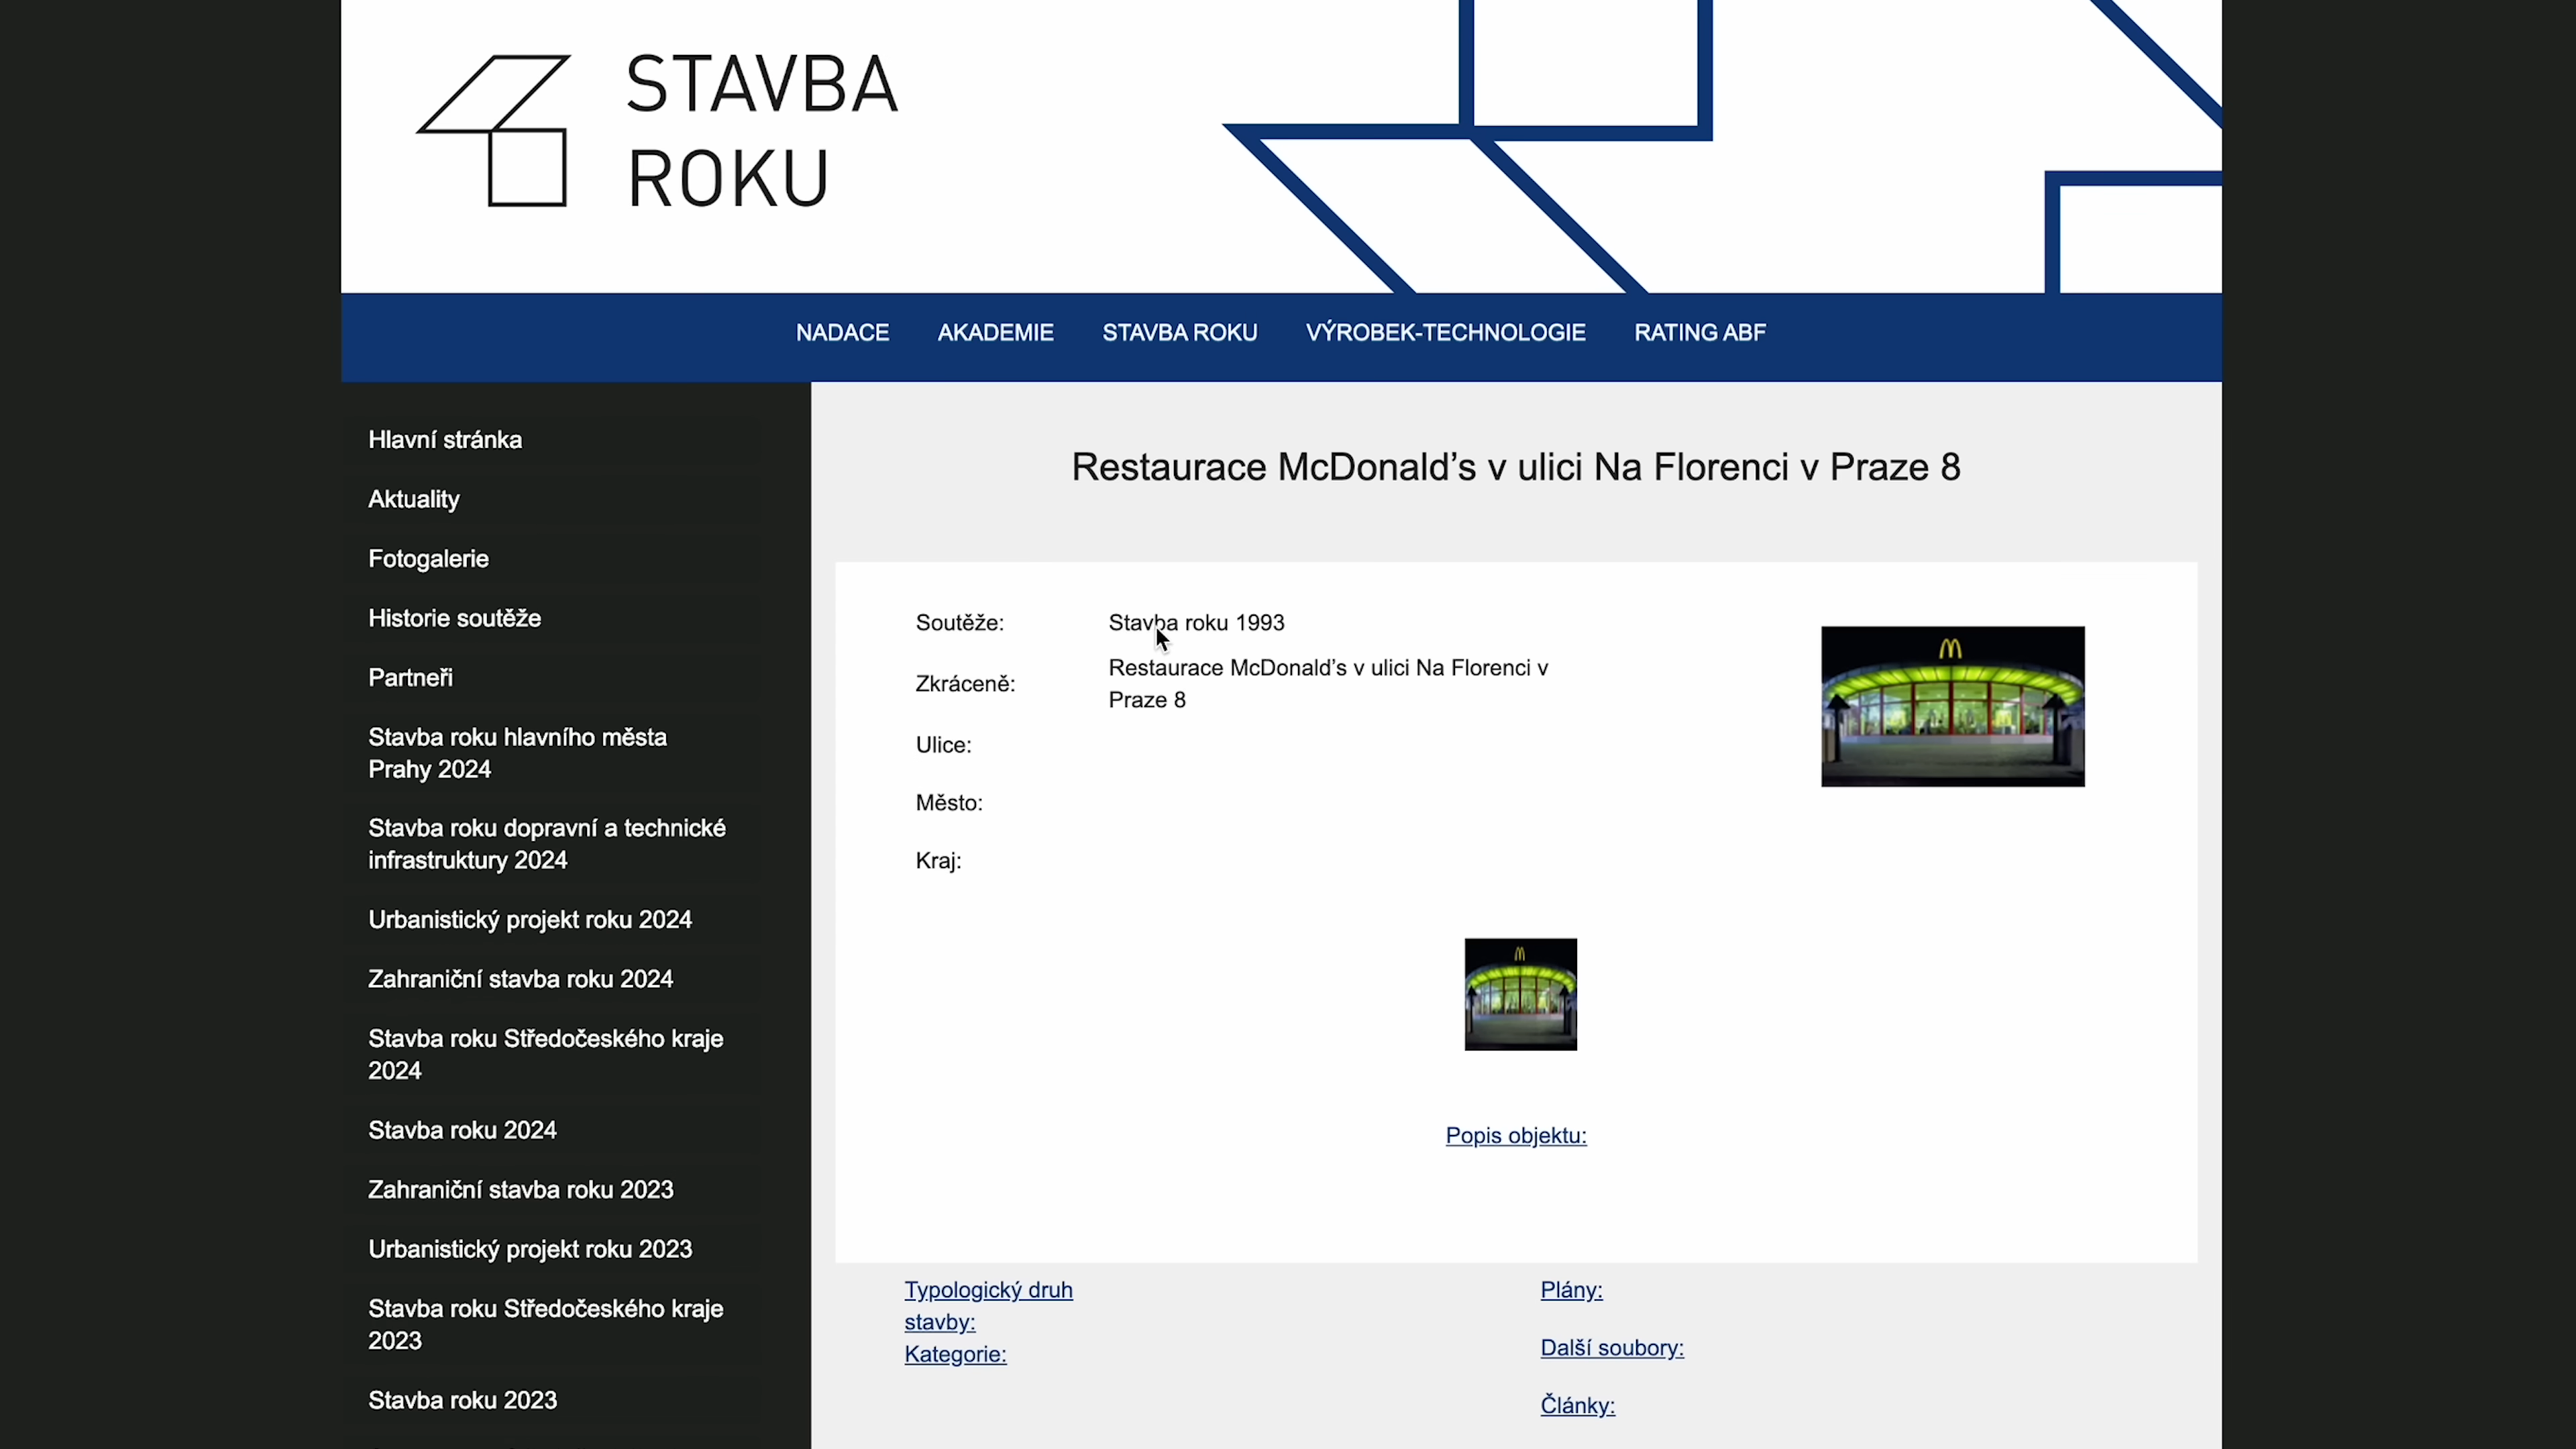 STAVBA
ROKU
NADACE
AKADEMIE
STAVBA ROKU
VÝROBEK-TECHNOLOGIE
RATING ABF
Hlavní stránka
Aktuality
Fotogalerie
Historie soutěže
Partneři
Stavba roku hlavního města
Prahy 2024
Stavba roku dopravní a technické
infrastruktury 2024
Urbanistický projekt roku 2024
Zahraniční stavba roku 2024
Stavba roku Středočeského kraje
2024
Stavba roku 2024
Zahraniční stavba roku 2023
Urbanistický projekt roku 2023
Stavba roku Středočeského kraje
2023
Stavba roku 2023
Restaurace McDonald’s v ulici Na Florenci v Praze 8
Soutěže:
Stavba roku 1993
Zkráceně:
Restaurace McDonald’s v ulici Na Florenci v
Praze 8
Ulice:
Město:
Kraj:
Popis objektu:
Typologický druh
stavby:
Kategorie:
Plány:
Další soubory:
Články: